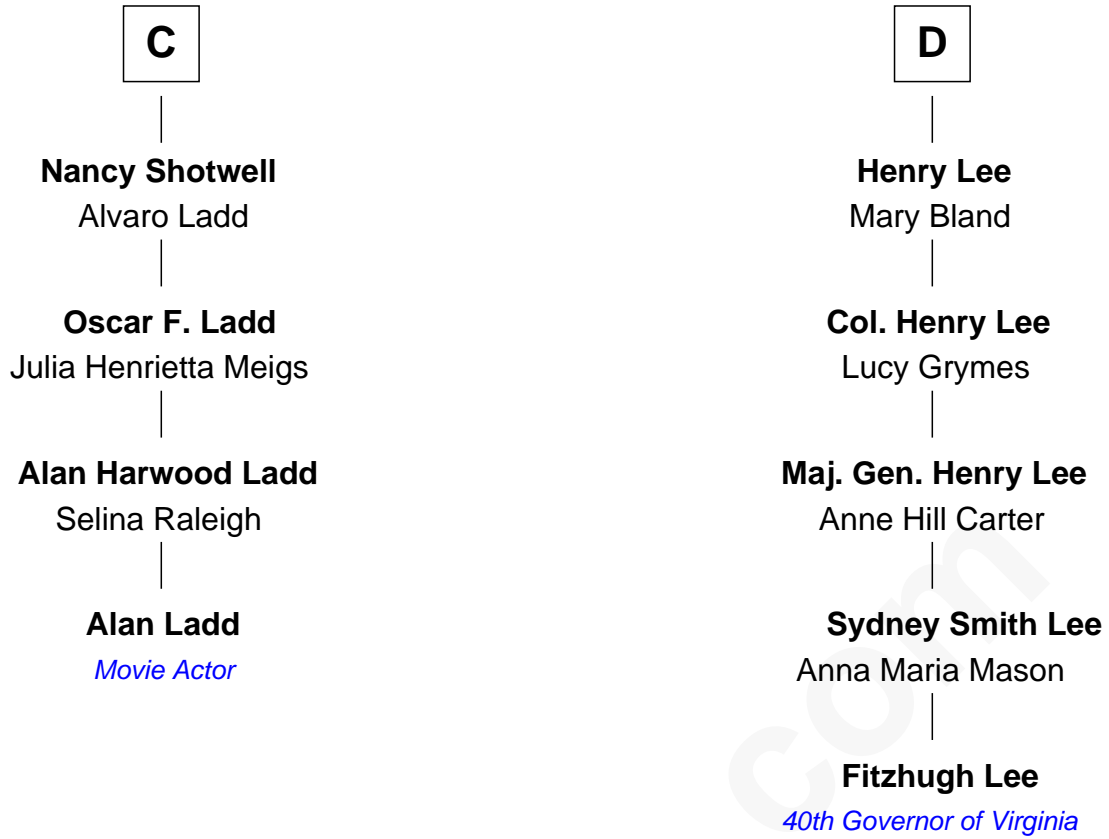 C
Nancy Shotwell
Alvaro Ladd
Oscar F. Ladd
Julia Henrietta Meigs
Alan Harwood Ladd
Selina Raleigh
Alan Ladd
Movie Actor
D
Henry Lee
Mary Bland
Col. Henry Lee
Lucy Grymes
Maj. Gen. Henry Lee
Anne Hill Carter
Sydney Smith Lee
Anna Maria Mason
Fitzhugh Lee
40th Governor of Virginia
com